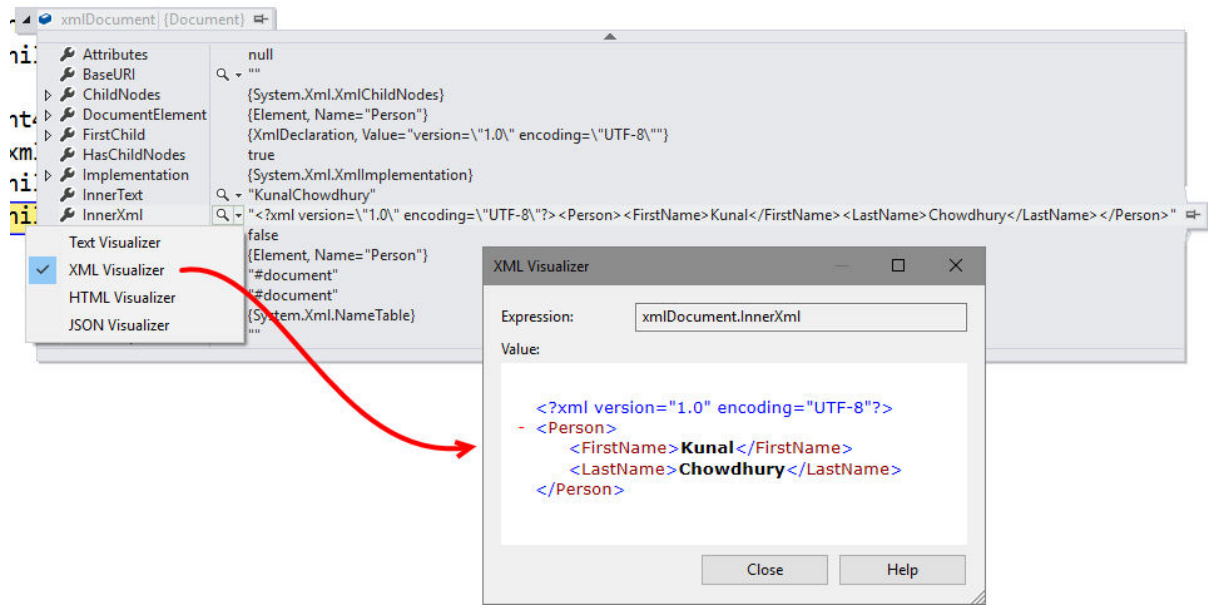 xmlDocument {Document}
Attributes null
BaseURI ""
ChildNodes {System.Xml.XmlChildNodes}
DocumentElement {Element, Name="Person"}
FirstChild {XmlDeclaration, Value="version=\"1.0\" encoding=\"UTF-8\""}
HasChildNodes true
Implementation {System.Xml.XmlImplementation}
InnerText "KunalChowdhury"
InnerXml "<?xml version=\"1.0\" encoding=\"UTF-8\"?><Person><FirstName>Kunal</FirstName><LastName>Chowdhury</LastName></Person>"
false
{Element, Name="Person"}
"#document"
"#document"
{System.Xml.NameTable}
""
Text Visualizer
XML Visualizer
HTML Visualizer
JSON Visualizer
XML Visualizer
Expression: xmlDocument.InnerXml
Value:
<?xml version="1.0" encoding="UTF-8"?>
- <Person>
<FirstName>Kunal</FirstName>
<LastName>Chowdhury</LastName>
</Person>
Close Help